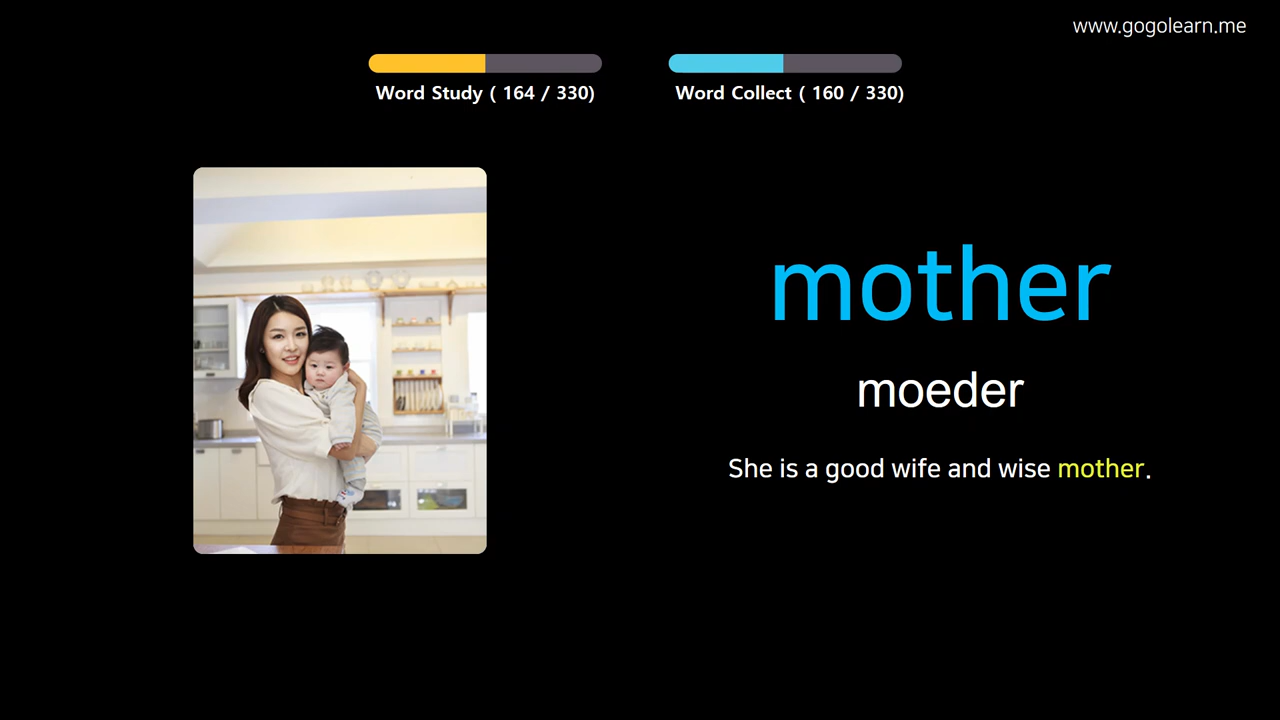 www.gogolearn.me
Word Study ( 164 / 330)
Word Collect ( 160 / 330)
mother
moeder
She is a good wife and wise mother.